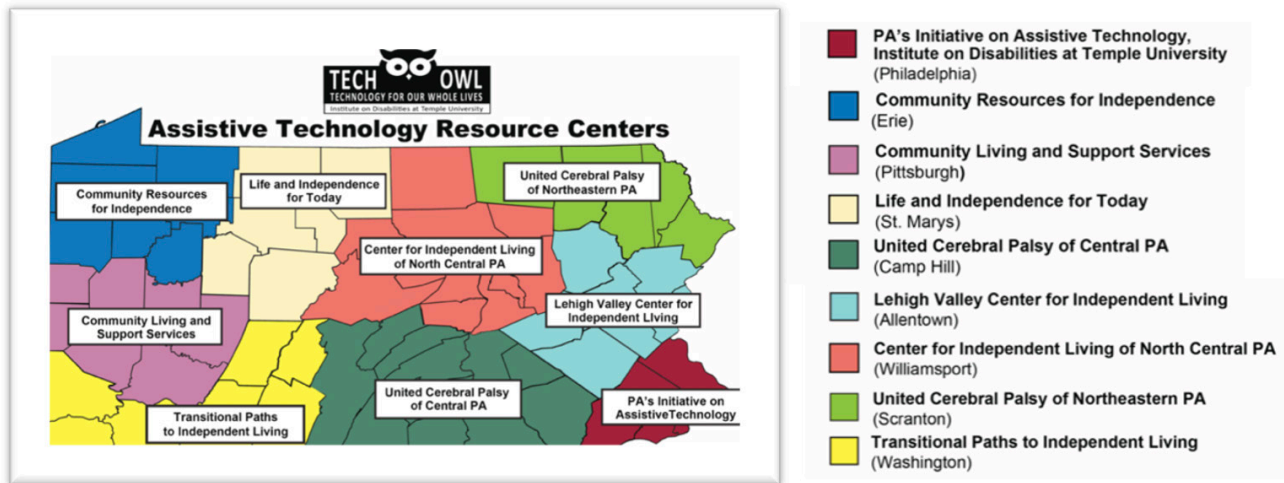 TECH OWL
TECHNOLOGY FOR OUR WHOLE LIVES
Institute on Disabilities at Temple University
Assistive Technology Resource Centers
Community Resources
for Independence
Life and Independence
for Today
United Cerebral Palsy
of Northeastern PA
Center for Independent Living
of North Central PA
Lehigh Valley Center for
Independent LIving
Community Living and
Support Services
United Cerebral Palsy
of Central PA
PA's Initiative on
AssistiveTechnology
Transitional Paths
to Independent Living
PA's Initiative on Assistive Technology,
Institute on Disabilities at Temple University
(Philadelphia)
Community Resources for Independence
(Erie)
Community Living and Support Services
(Pittsburgh)
Life and Independence for Today
(St. Marys)
United Cerebral Palsy of Central PA
(Camp Hill)
Lehigh Valley Center for Independent Living
(Allentown)
Center for Independent Living of North Central PA
(Williamsport)
United Cerebral Palsy of Northeastern PA
(Scranton)
Transitional Paths to Independent Living
(Washington)